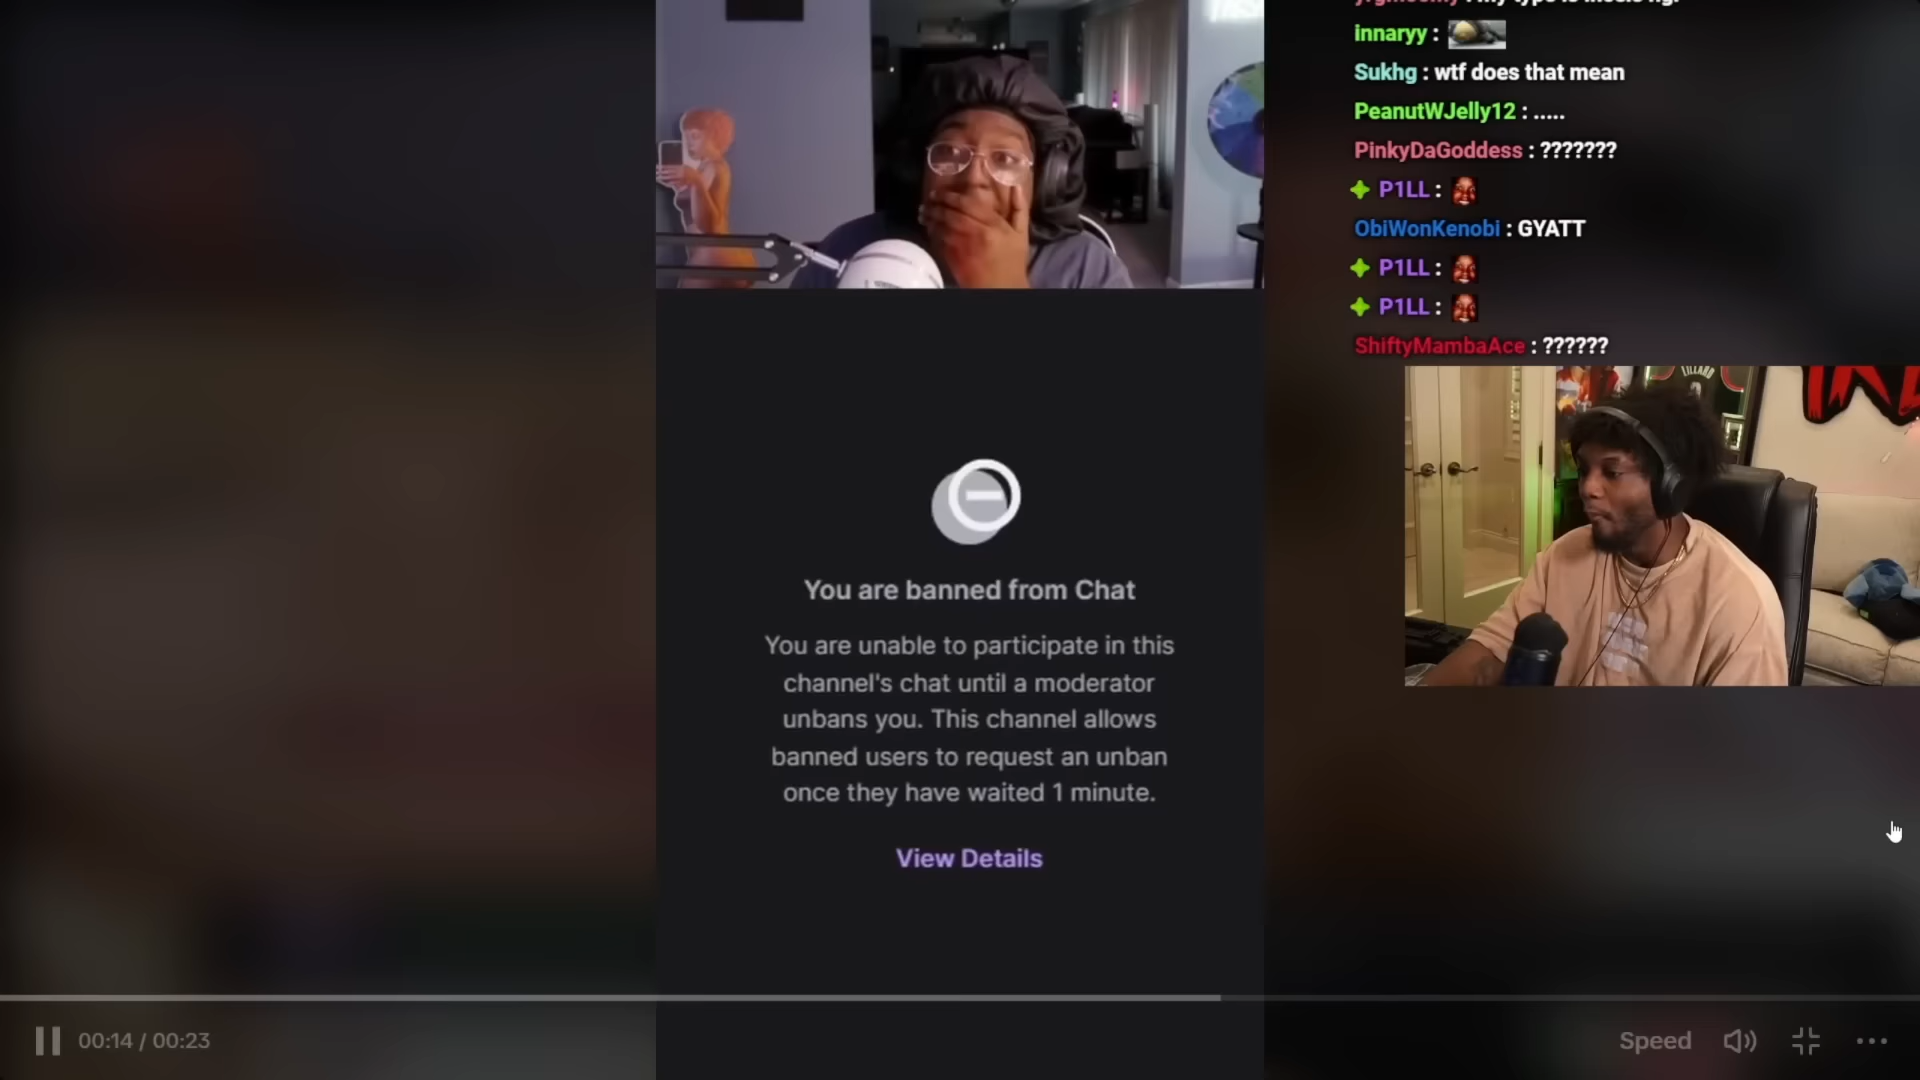 innaryy :
Sukhg : wtf does that mean
PeanutWJelly12 : .....
PinkyDaGoddess : ???????
P1LL :
ObiWonKenobi : GYATT
P1LL :
P1LL :
ShiftyMambaAce : ??????
LILLARD
You are banned from Chat
You are unable to participate in this
channel's chat until a moderator
unbans you. This channel allows
banned users to request an unban
once they have waited 1 minute.
View Details
00:14 / 00:23
Speed